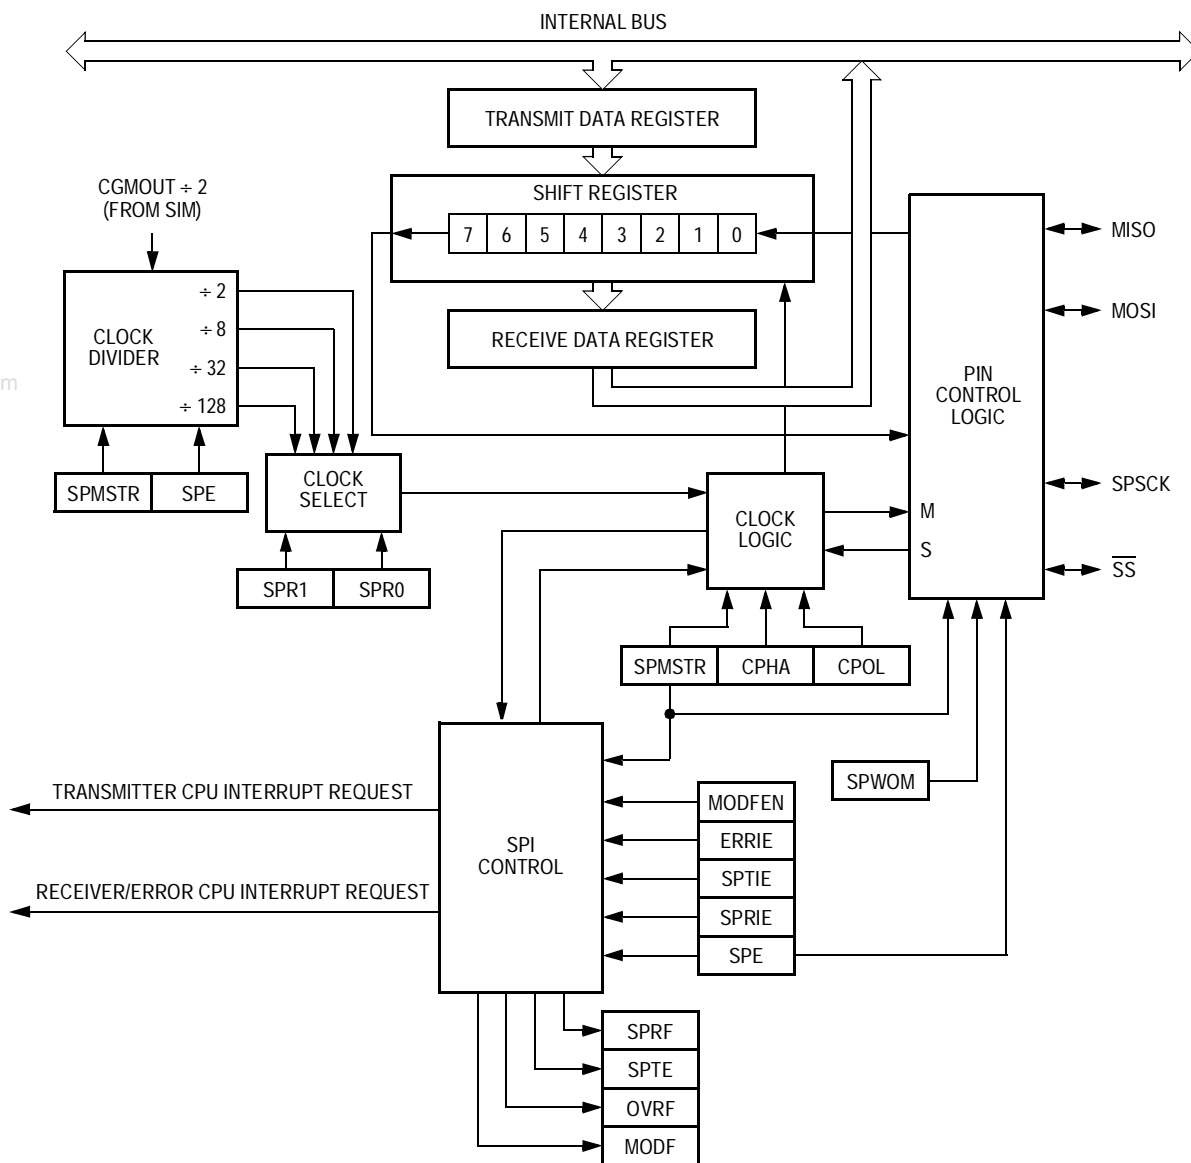 INTERNAL BUS
TRANSMIT DATA REGISTER
CGMOUT ÷ 2
(FROM SIM)
SHIFT REGISTER
7 6 5 4 3 2 1 0
MISO
÷ 2
CLOCK
DIVIDER
÷ 8
÷ 32
÷ 128
RECEIVE DATA REGISTER
MOSI
m
PIN
CONTROL
LOGIC
SPMSTR SPE
CLOCK
SELECT
SPSCK
CLOCK
LOGIC
M
S
SS
SPR1 SPR0
SPMSTR CPHA CPOL
SPWOM
TRANSMITTER CPU INTERRUPT REQUEST
MODFEN
ERRIE
SPI
CONTROL
SPTIE
RECEIVER/ERROR CPU INTERRUPT REQUEST
SPRIE
SPE
SPRF
SPTE
OVRF
MODF